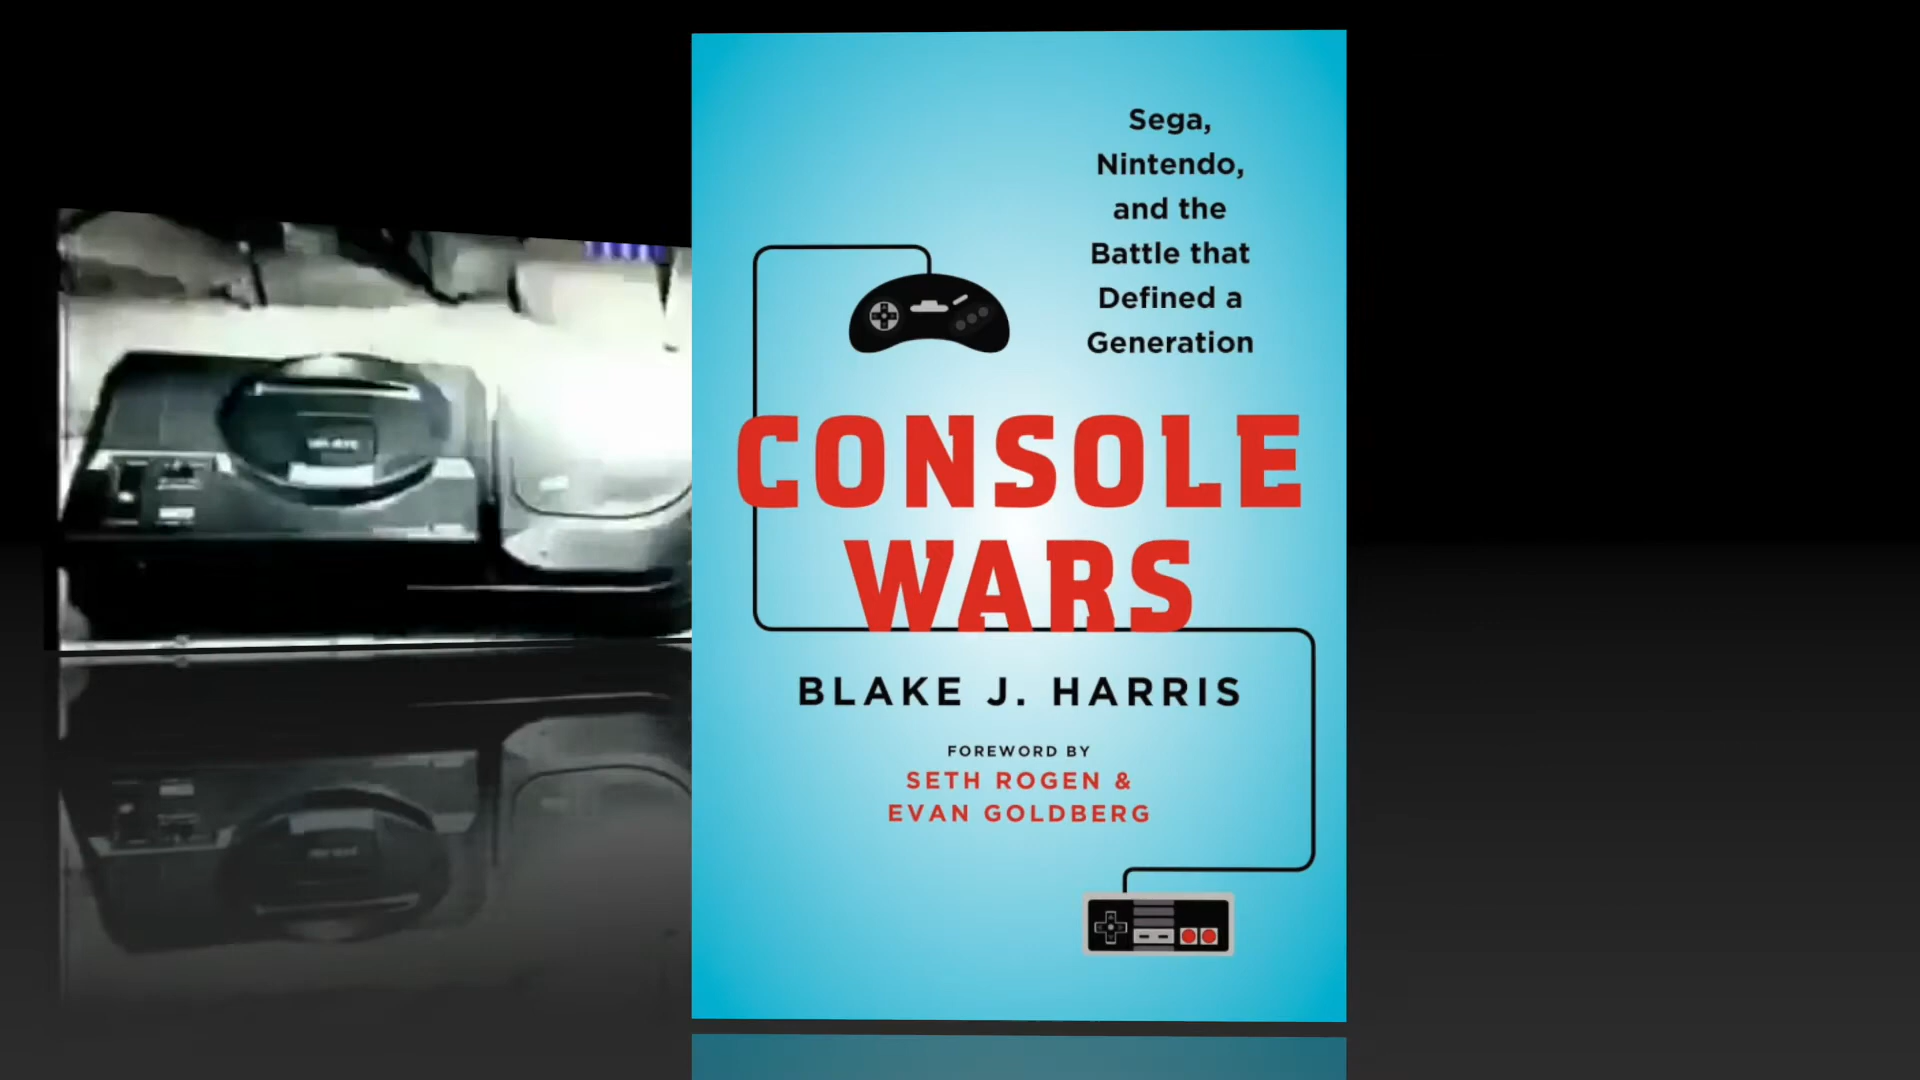 Sega,
Nintendo,
and the
Battle that
Defined a
Generation
CONSOLE
WARS
BLAKE J. HARRIS
FOREWORD BY
SETH ROGEN &
EVAN GOLDBERG